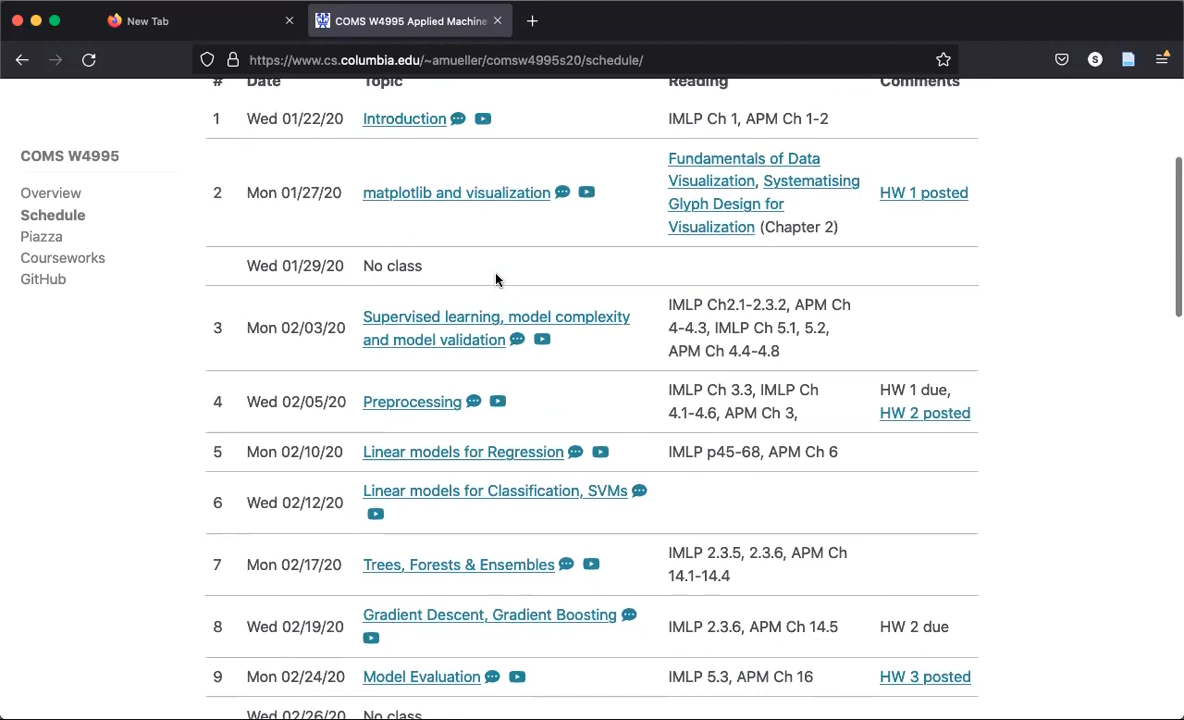 New Tab
COMS W4995 Applied Machine
https://www.cs.columbia.edu/~amueller/comsw4995s20/schedule/
S
COMS W4995
Overview
Schedule
Piazza
Courseworks
GitHub
# Date Topic Reading Comments
1 Wed 01/22/20 Introduction IMLP Ch 1, APM Ch 1-2
2 Mon 01/27/20 matplotlib and visualization Fundamentals of Data
Visualization, Systematising
Glyph Design for
Visualization (Chapter 2)
HW 1 posted
Wed 01/29/20 No class
3 Mon 02/03/20 Supervised learning, model complexity
and model validation
IMLP Ch2.1-2.3.2, APM Ch
4-4.3, IMLP Ch 5.1, 5.2,
APM Ch 4.4-4.8
4 Wed 02/05/20 Preprocessing IMLP Ch 3.3, IMLP Ch
4.1-4.6, APM Ch 3,
HW 1 due,
HW 2 posted
5 Mon 02/10/20 Linear models for Regression IMLP p45-68, APM Ch 6
6 Wed 02/12/20 Linear models for Classification, SVMs
7 Mon 02/17/20 Trees, Forests & Ensembles IMLP 2.3.5, 2.3.6, APM Ch
14.1-14.4
8 Wed 02/19/20 Gradient Descent, Gradient Boosting IMLP 2.3.6, APM Ch 14.5 HW 2 due
9 Mon 02/24/20 Model Evaluation IMLP 5.3, APM Ch 16 HW 3 posted
Wed 02/26/20 No class